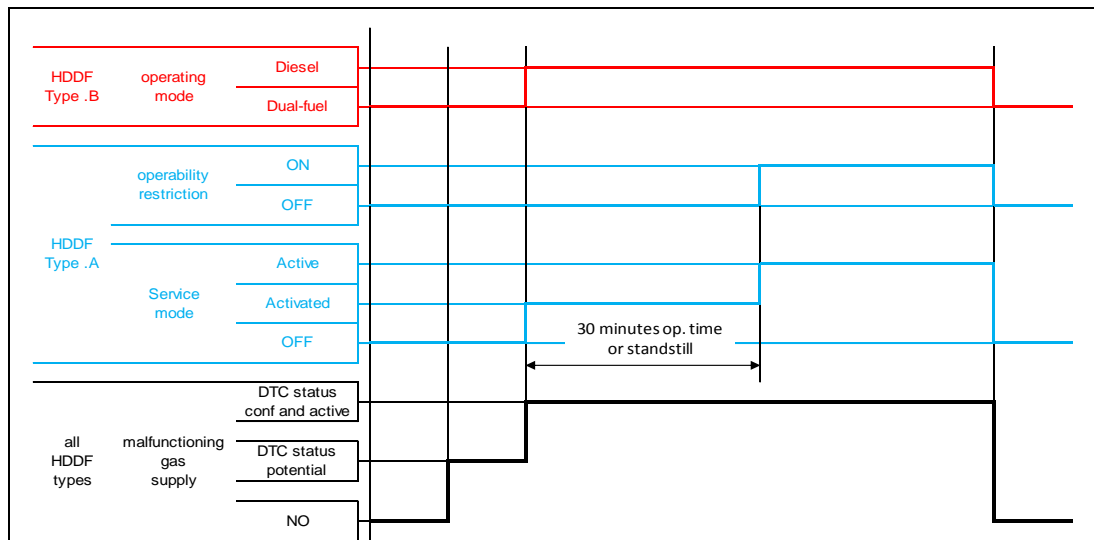 HDDF
Type .B
operating
mode
Diesel
Dual-fuel
HDDF
Type .A
operability
restriction
ON
OFF
Service
mode
Active
Activated
OFF
30 minutes op. time
or standstill
all
HDDF
types
malfunctioning
gas
supply
DTC status
conf and active
DTC status
potential
NO